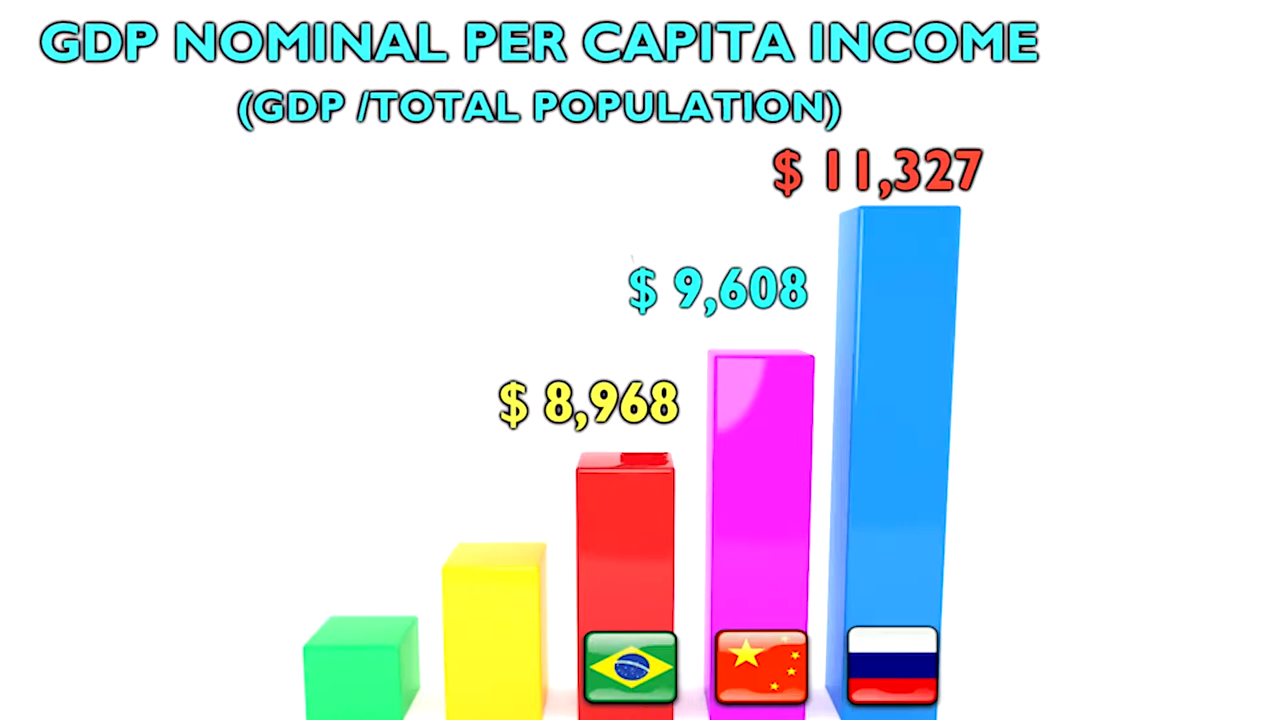 GDP NOMINAL PER CAPITA INCOME
(GDP /TOTAL POPULATION)
$ 11,327
$ 9,608
$ 8,968